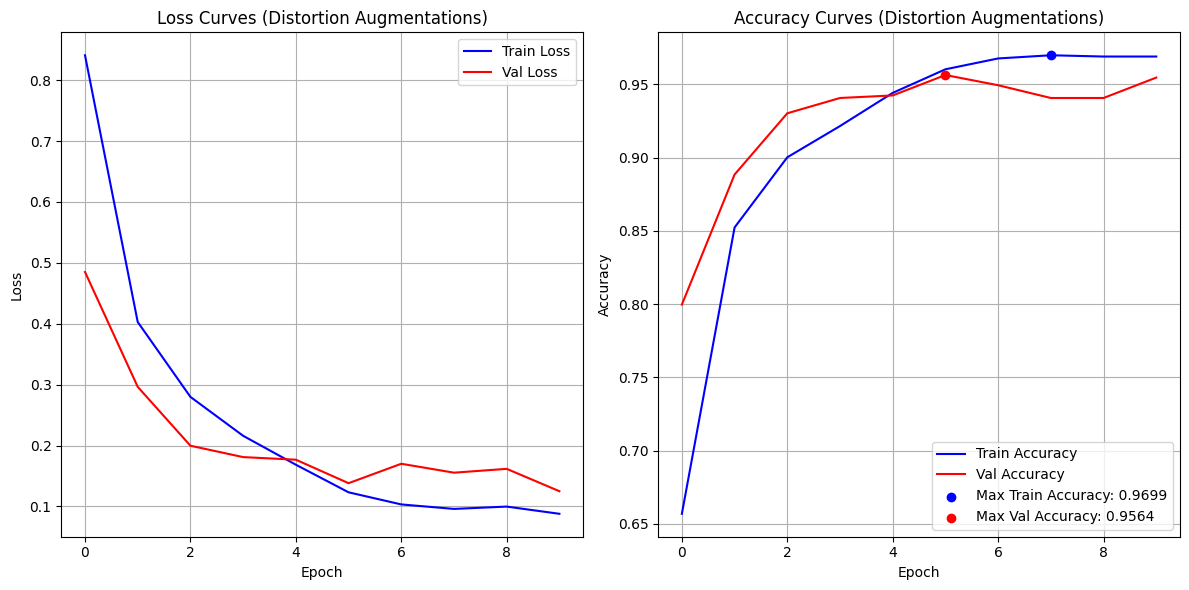 Loss Curves (Distortion Augmentations)
Train Loss
Val Loss
0.8
0.7
0.6
0.5
0.4
0.3
0.2
0.1
Loss
0 2 4 6 8
Epoch
Accuracy Curves (Distortion Augmentations)
0.95
0.90
0.85
0.80
0.75
0.70
0.65
Accuracy
Train Accuracy
Val Accuracy
Max Train Accuracy: 0.9699
Max Val Accuracy: 0.9564
0 2 4 6 8
Epoch